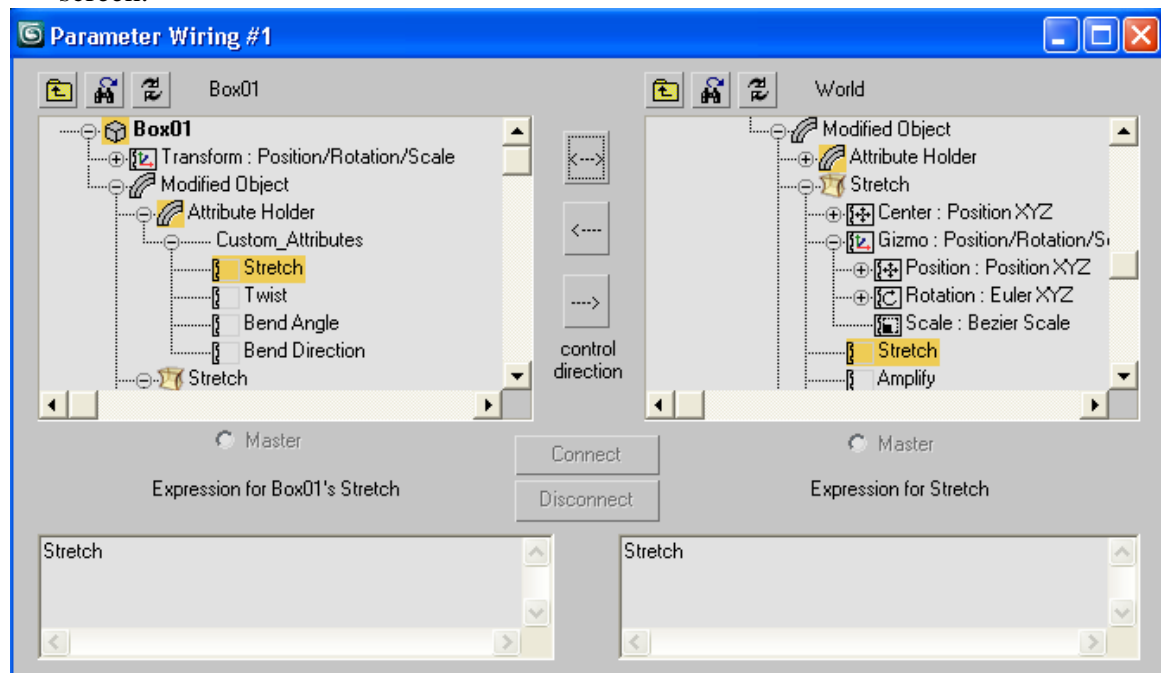 screen.
Parameter Wiring #1
Box01
World
Box01
Transform : Position/Rotation/Scale
Modified Object
Attribute Holder
Custom_Attributes
Stretch
Twist
Bend Angle
Bend Direction
Stretch
<--->
<----
---->
control
direction
Modified Object
Attribute Holder
Stretch
Center : Position XYZ
Gizmo : Position/Rotation/S
Position : Position XYZ
Rotation : Euler XYZ
Scale : Bezier Scale
Stretch
Amplify
Master
Connect
Disconnect
Master
Expression for Box01's Stretch
Expression for Stretch
Stretch
Stretch